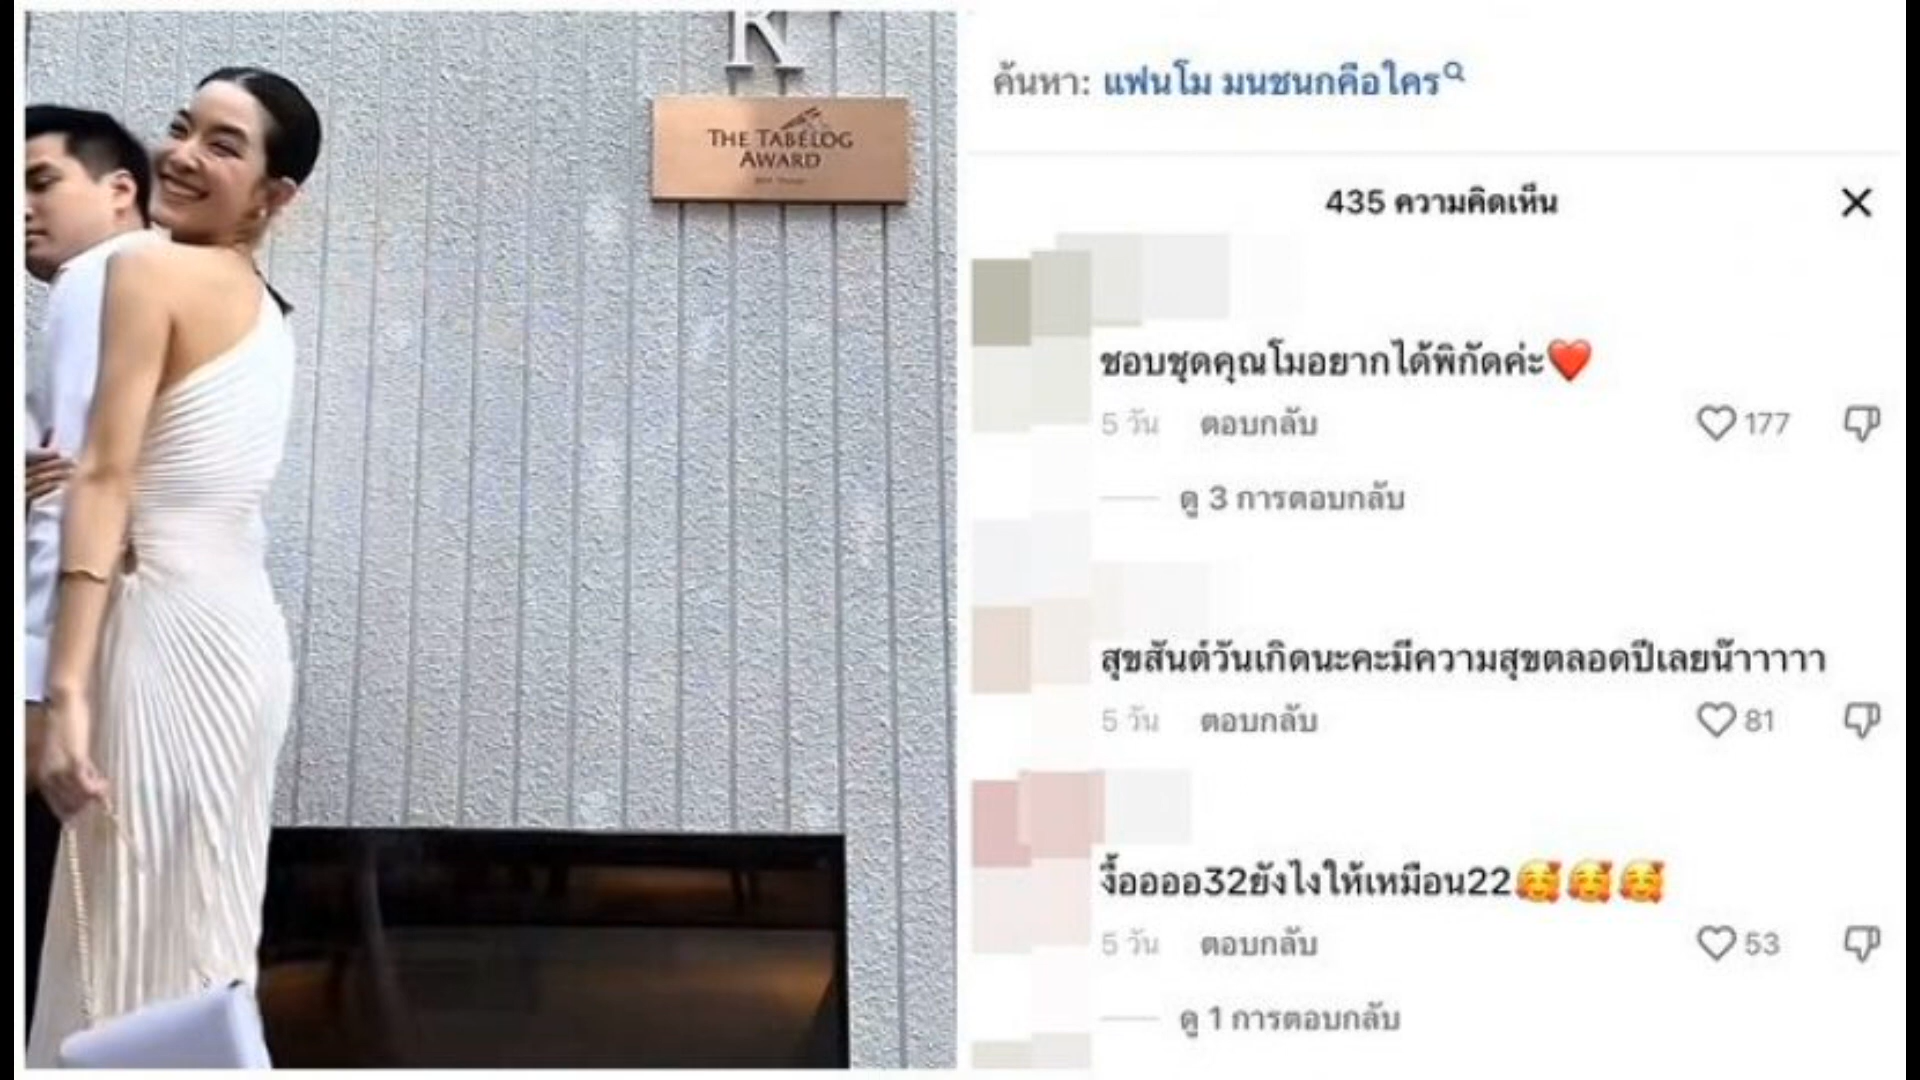 R
THE TABELOG
AWARD
ค้นหา: แฟนโม มนชนกคือใคร
435 ความคิดเห็น
ชอบชุดคุณโมอยากได้พิกัดค่ะ❤️
5 วัน ตอบกลับ 177
ดู 3 การตอบกลับ
สุขสันต์วันเกิดนะคะมีความสุขตลอดปีเลยน๊าาาาา
5 วัน ตอบกลับ 81
งื้ออออ32ยังไงให้เหมือน22🥰🥰🥰
5 วัน ตอบกลับ 53
ดู 1 การตอบกลับ